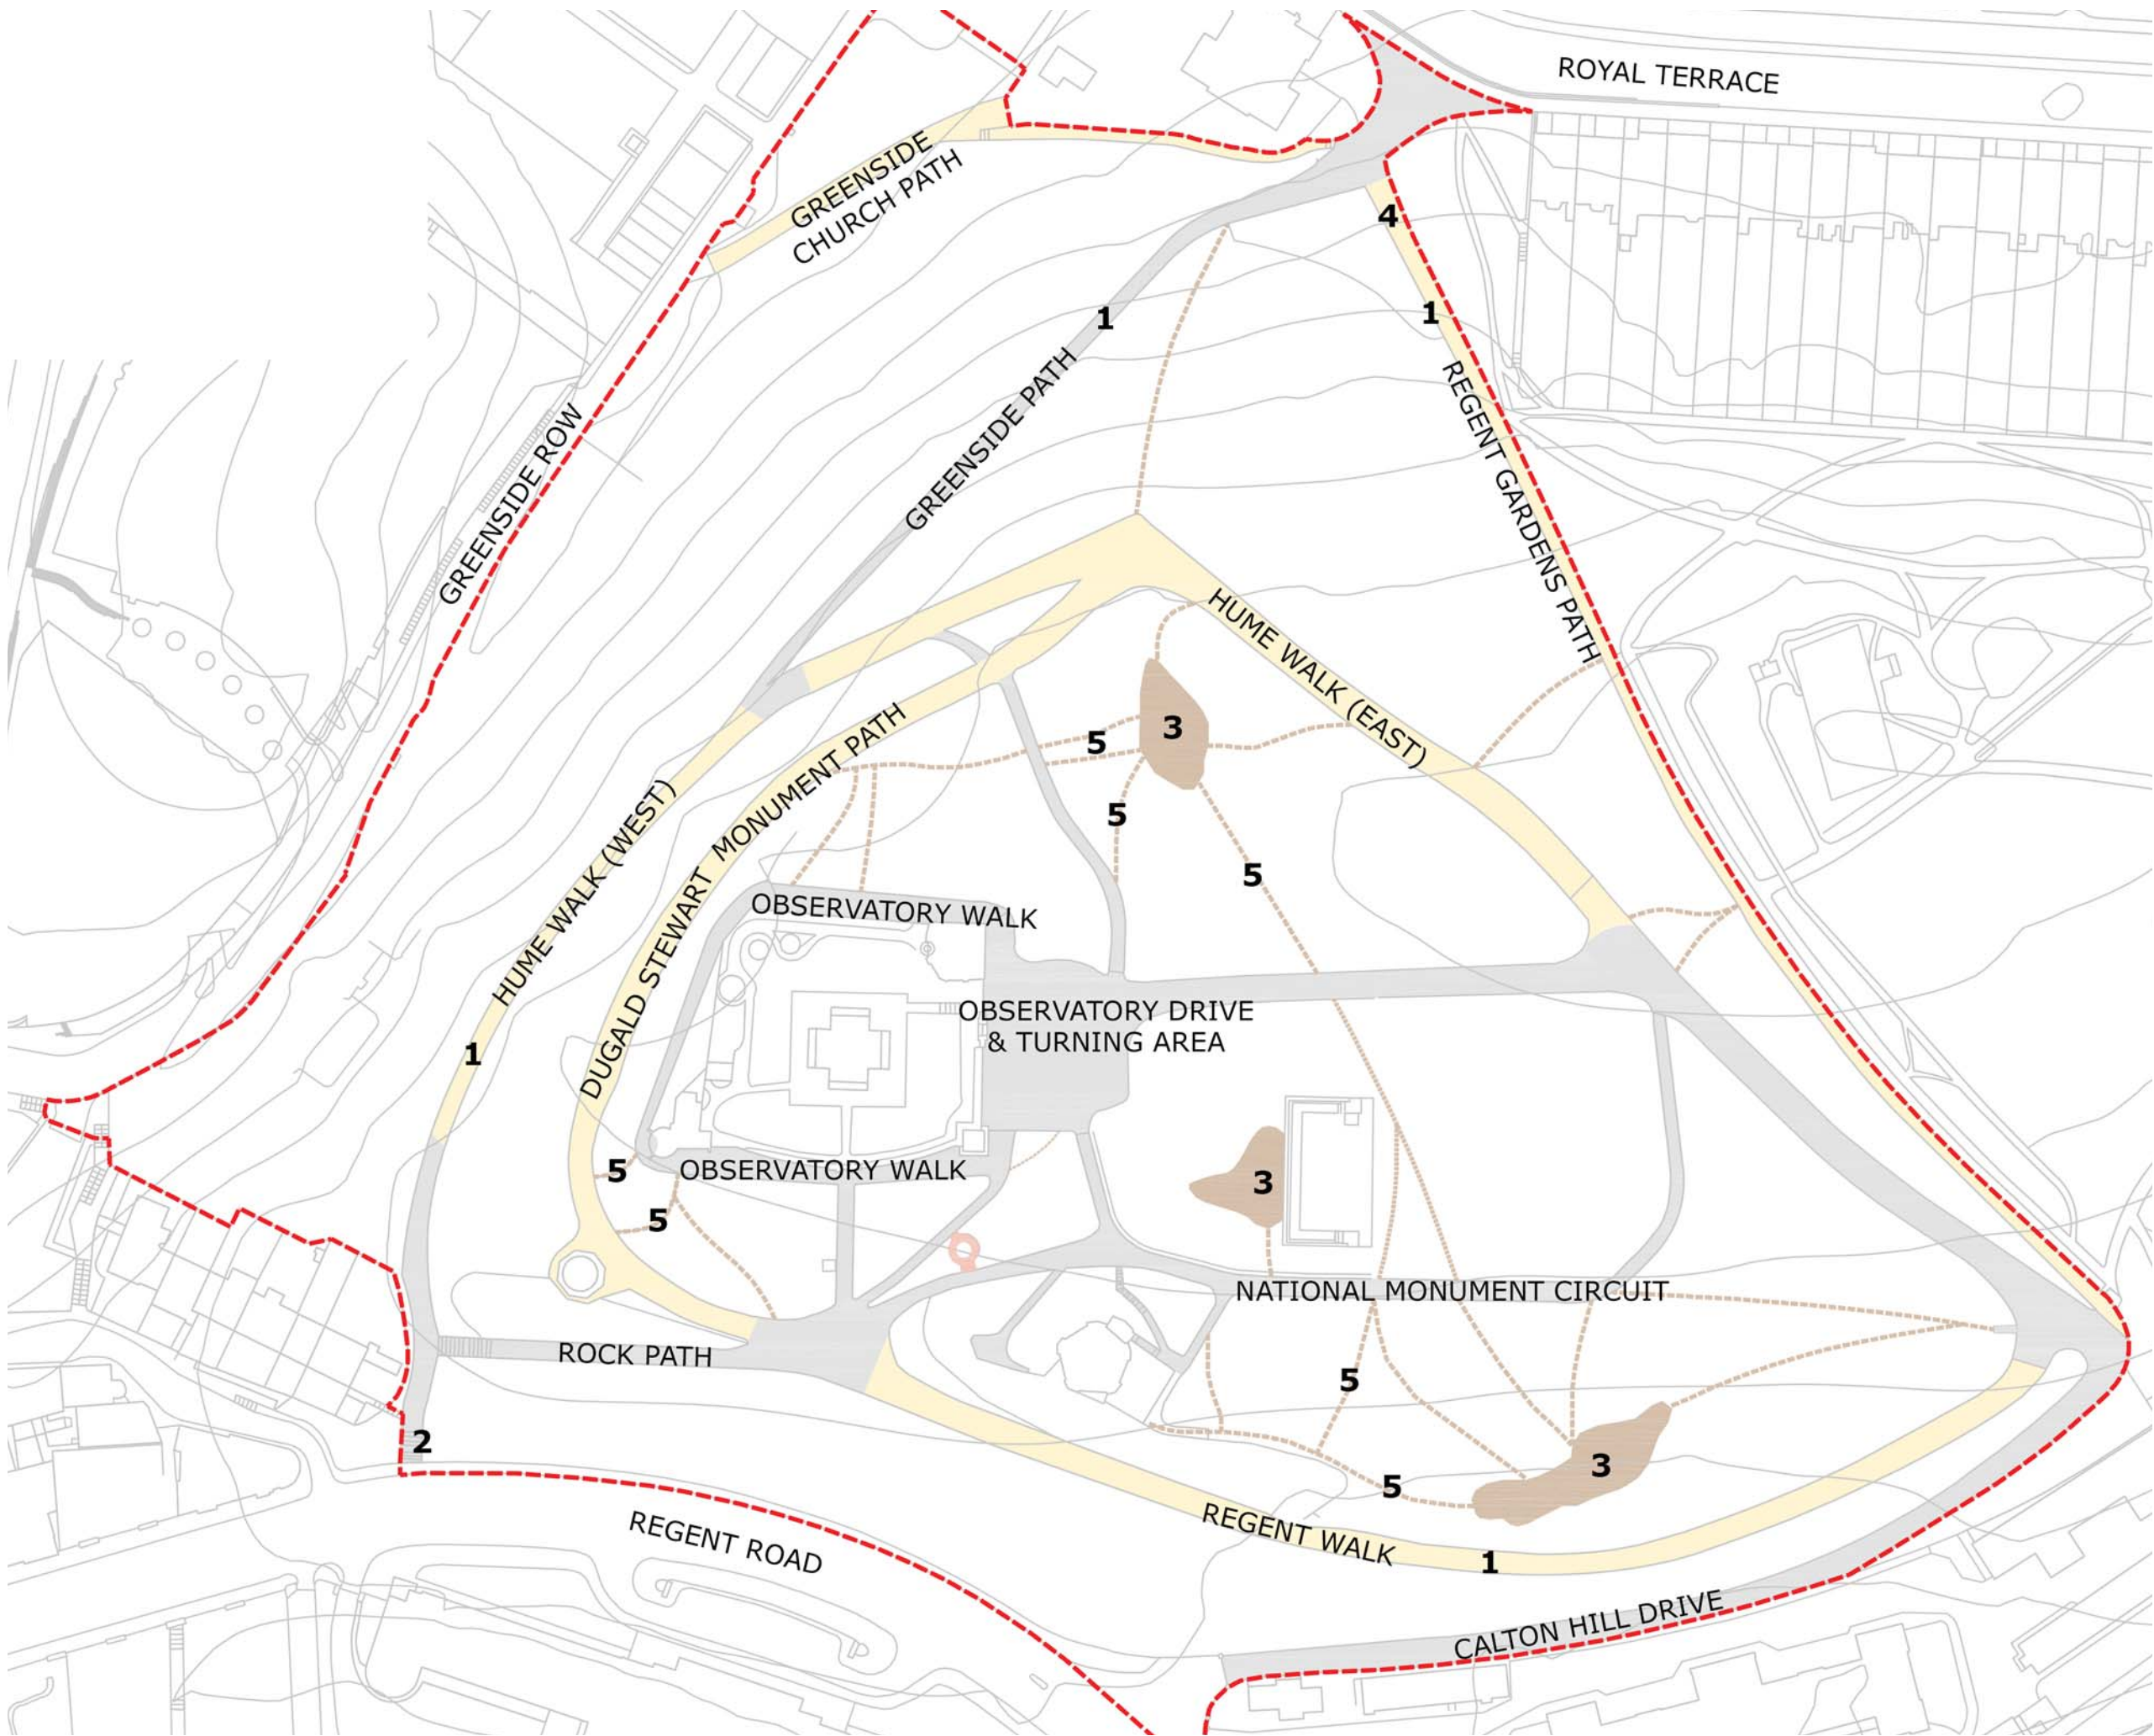 ROYAL TERRACE
GREENSIDE
CHURCH PATH
4
1
1
GREENSIDE PATH
REGENT GARDENS PATH
GREENSIDE ROW
HUME WALK (EAST)
3
5
DUGALD STEWART MONUMENT PATH
HUME WALK (WEST)
5
5
OBSERVATORY WALK
OBSERVATORY DRIVE
& TURNING AREA
1
5
OBSERVATORY WALK
3
5
NATIONAL MONUMENT CIRCUIT
ROCK PATH
5
2
3
5
REGENT WALK
REGENT ROAD
1
CALTON HILL DRIVE